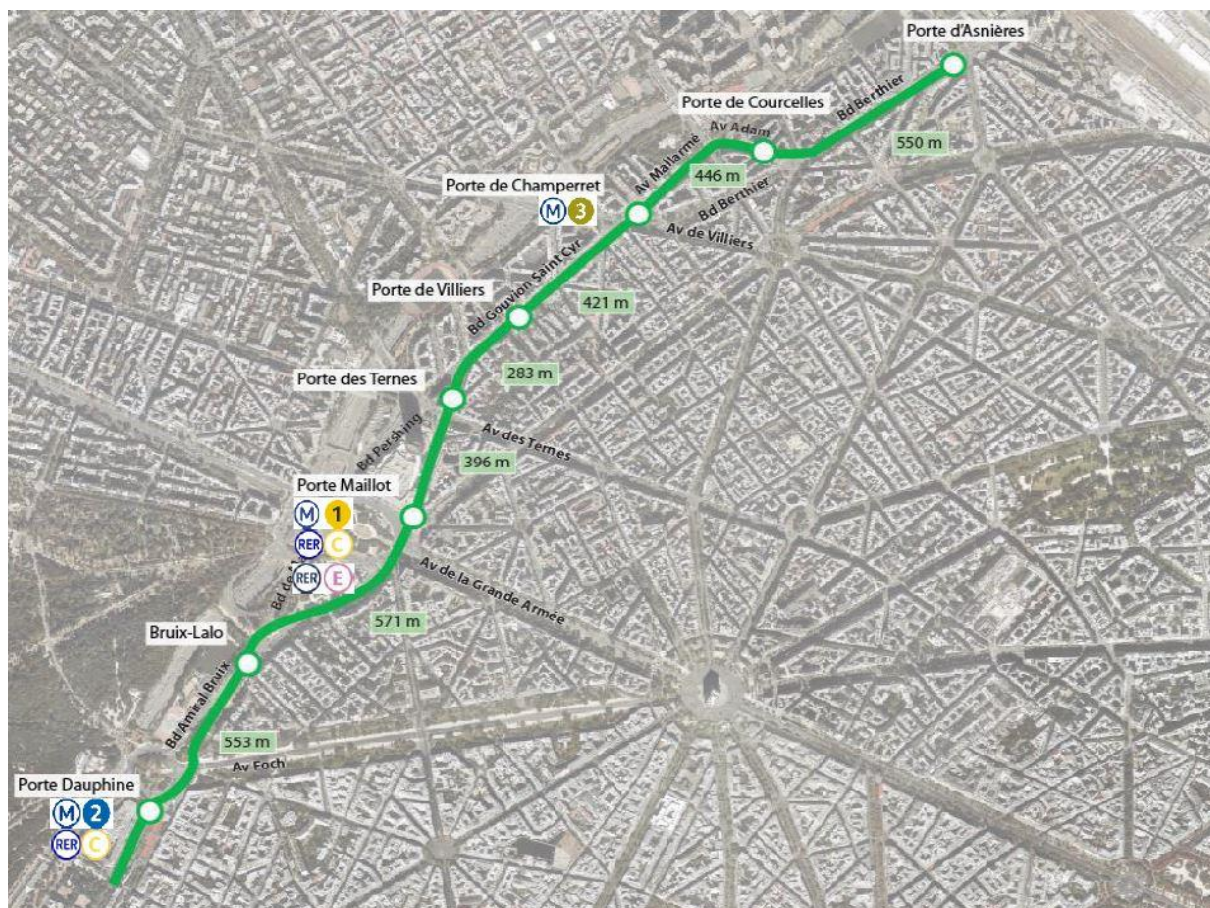 Porte d'Asnières
Bd Berthier
550 m
Porte de Courcelles
Av Adam
Av Mallarmé
446 m
Bd Berthier
Porte de Champerret
M 3
Av de Villiers
Bd Gouvion Saint Cyr
421 m
Porte de Villiers
283 m
Porte des Ternes
Bd Pershing
Av des Ternes
396 m
Porte Maillot
M 1
RER C
RER E
Bd de
Av de la Grande Armée
571 m
Bruix-Lalo
Bd Amiral Bruix
553 m
Av Foch
Porte Dauphine
M 2
RER C